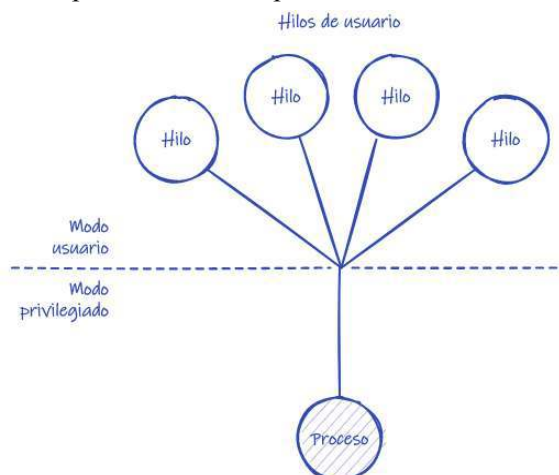 Hilos de usuario
Hilo
Hilo
Hilo
Hilo
Modo
usuario
Modo
privilegiado
Proceso